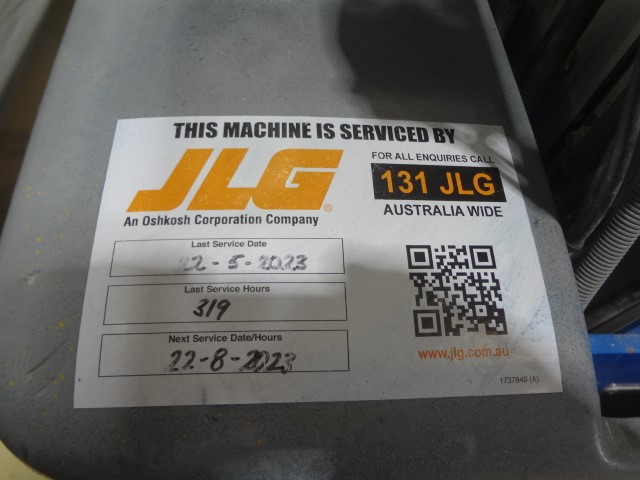 THIS MACHINE IS SERVICED BY
JLG®
An Oshkosh Corporation Company
FOR ALL ENQUIRIES CALL
131 JLG
AUSTRALIA WIDE
Last Service Date
22-5-2023
Last Service Hours
319
Next Service Date/Hours
22-8-2023
www.jlg.com.au
1737840 (A)